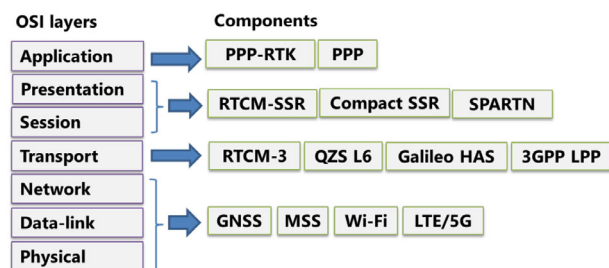 OSI layers Components
Application PPP-RTK PPP
Presentation
RTCM-SSR Compact SSR SPARTN
Session
Transport RTCM-3 QZS L6 Galileo HAS 3GPP LPP
Network
Data-link GNSS MSS Wi-Fi LTE/5G
Physical